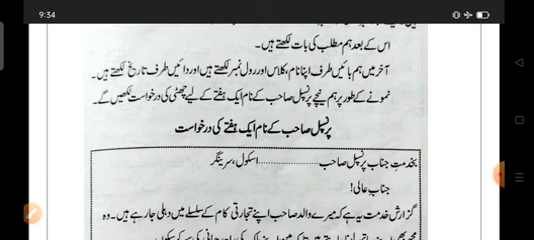 9:34
اس کے بعد ہم مطلب کی بات لکھتے ہیں۔
آخر میں ہم بائیں طرف اپنا نام، کلاس اور رول نمبر لکھتے ہیں اور دائیں طرف تاریخ لکھتے ہیں۔
نمونے کے طور پر ہم نیچے پرنسپل صاحب کے نام ایک ہفتے کے لیے چھٹی کی درخواست لکھیں گے۔
پرنسپل صاحب کے نام ایک ہفتے کی درخواست
بخدمتِ جناب پرنسپل صاحب ........................ اسکول، سرینگر
جناب عالی!
گزارش خدمت یہ ہے کہ میرے والد صاحب اپنے تجارتی کام کے سلسلے میں دہلی جا رہے ہیں۔ وہ